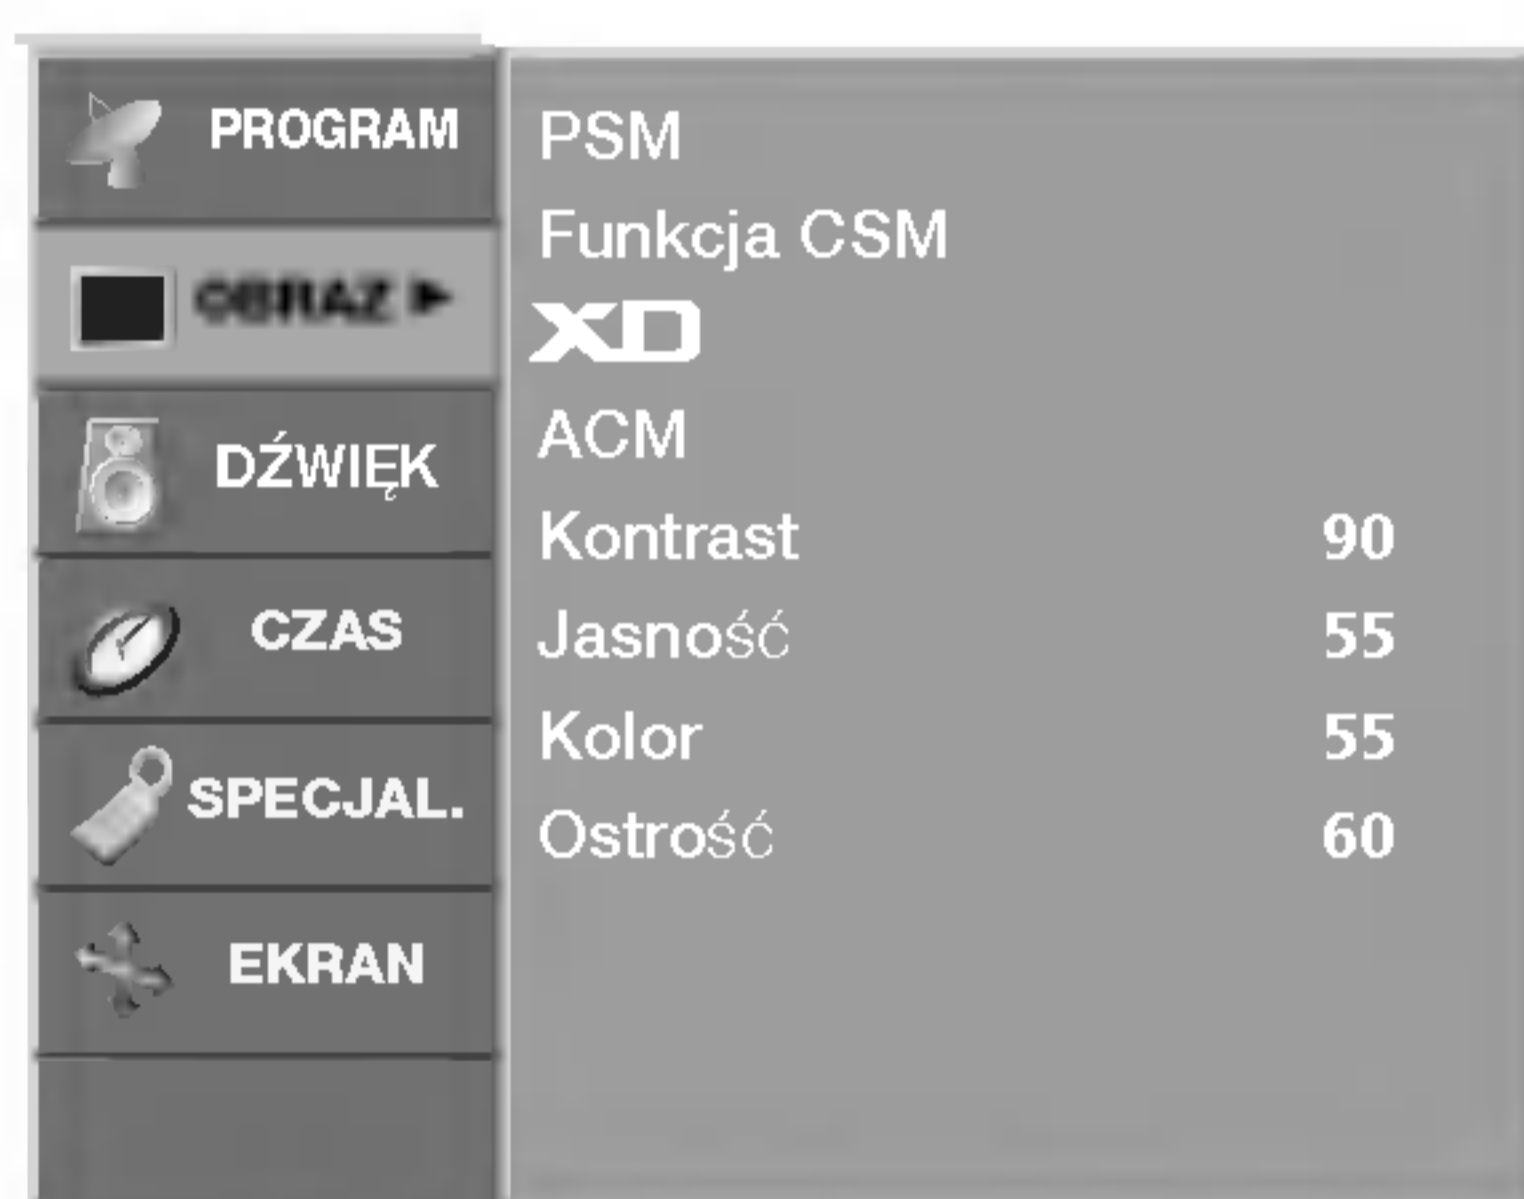 PROGRAM
OBRAZ ►
DŹWIĘK
CZAS
SPECJAL.
EKRAN
PSM
Funkcja CSM
XD
ACM
Kontrast 90
Jasność 55
Kolor 55
Ostrość 60